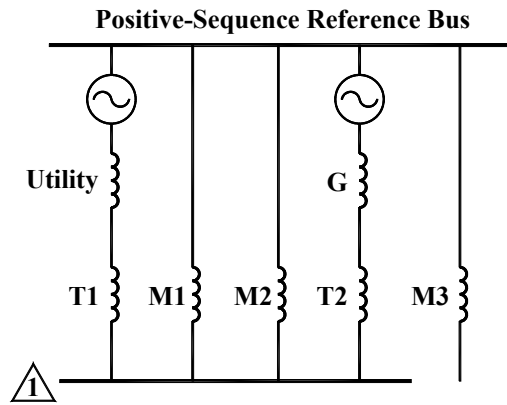 Positive-Sequence Reference Bus
Utility
G
T1
M1
M2
T2
M3
1